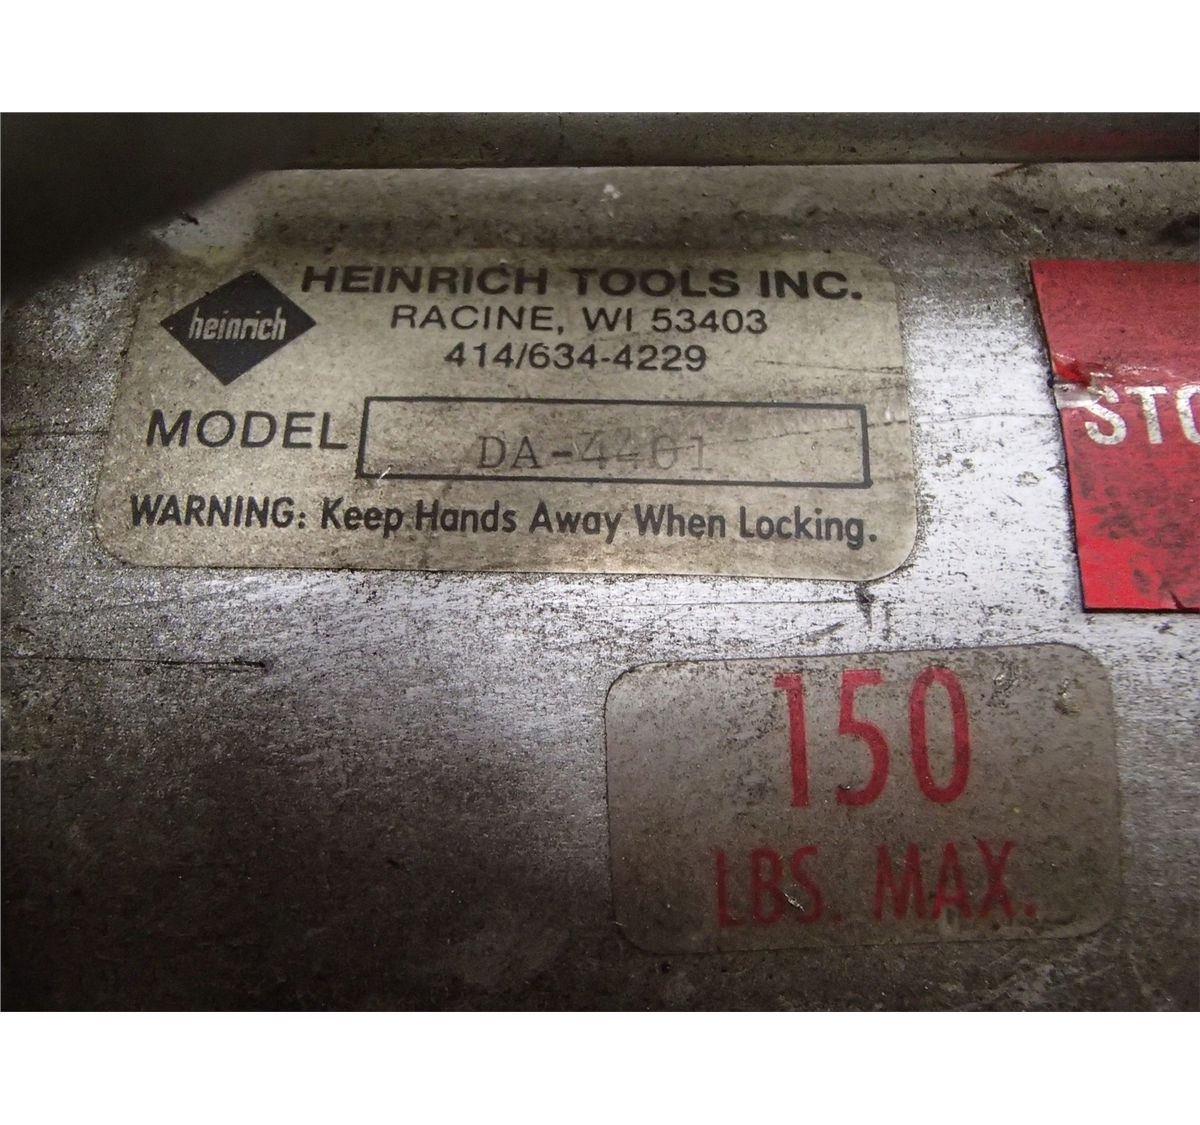 HEINRICH TOOLS INC.
heinrich
RACINE, WI 53403
414/634-4229
MODEL DA-4401
WARNING: Keep Hands Away When Locking.
STO
150
LBS. MAX.